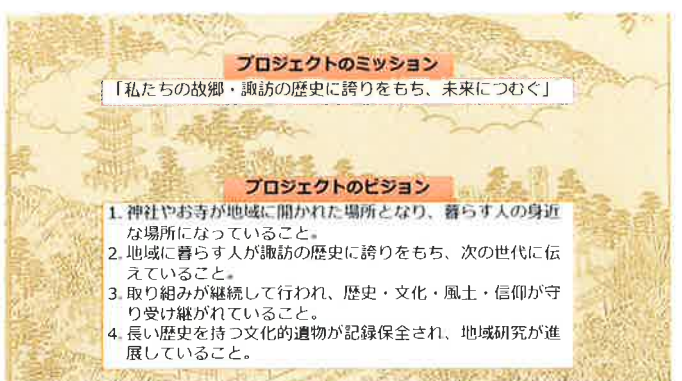 プロジェクトのミッション
「私たちの故郷・諏訪の歴史に誇りをもち、未来につむぐ」
プロジェクトのビジョン
1. 神社やお寺が地域に開かれた場所となり、暮らす人の身近
な場所になっていること。
2. 地域に暮らす人が諏訪の歴史に誇りをもち、次の世代に伝
えていること。
3. 取り組みが継続して行われ、歴史・文化・風土・信仰が守
り受け継がれていること。
4. 長い歴史を持つ文化的遺物が記録保全され、地域研究が進
展していること。